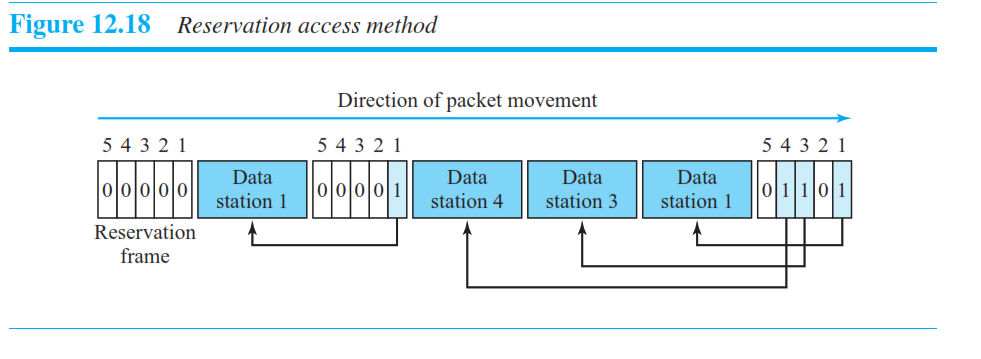 Figure 12.18 Reservation access method
Direction of packet movement
5 4 3 2 1 5 4 3 2 1 5 4 3 2 1
0 0 0 0 0 Data station 1 0 0 0 0 1 Data station 4 Data station 3 Data station 1 0 1 1 0 1
Reservation
frame